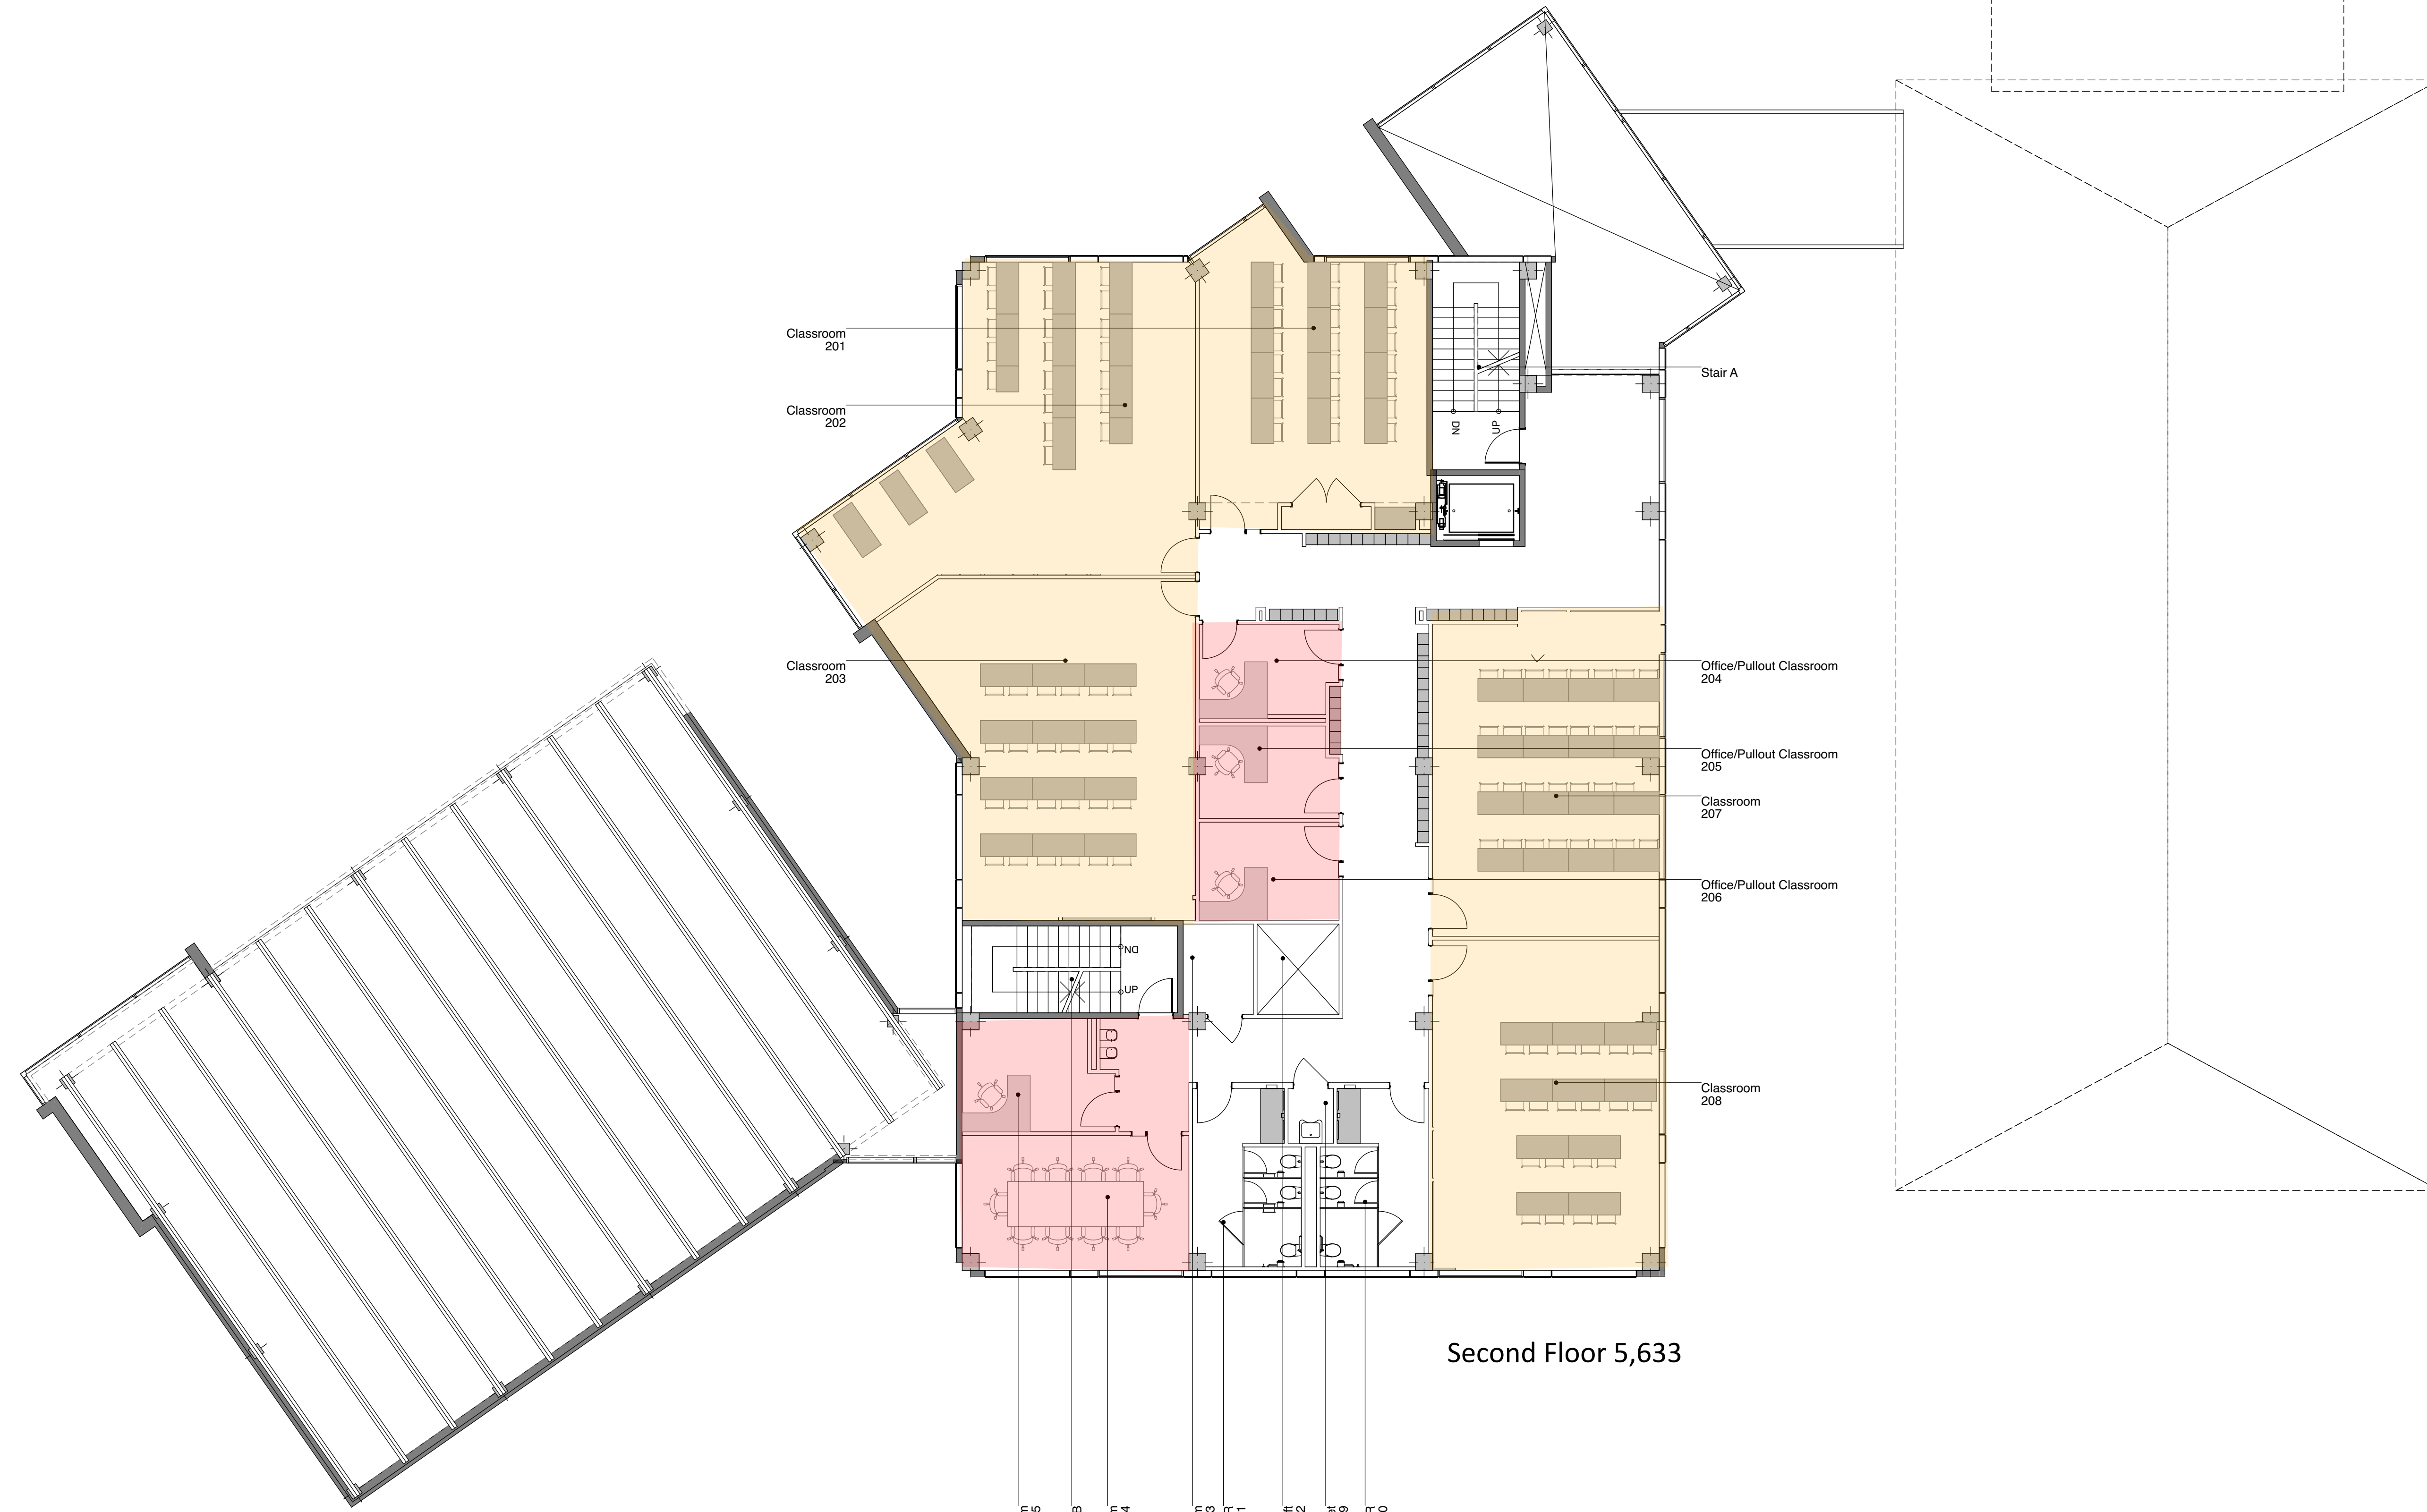 Classroom
201
Stair A
Classroom
202
DN
UP
Classroom
203
Office/Pullout Classroom
204
Office/Pullout Classroom
205
Classroom
207
Office/Pullout Classroom
206
DN
UP
Classroom
208
Second Floor 5,633